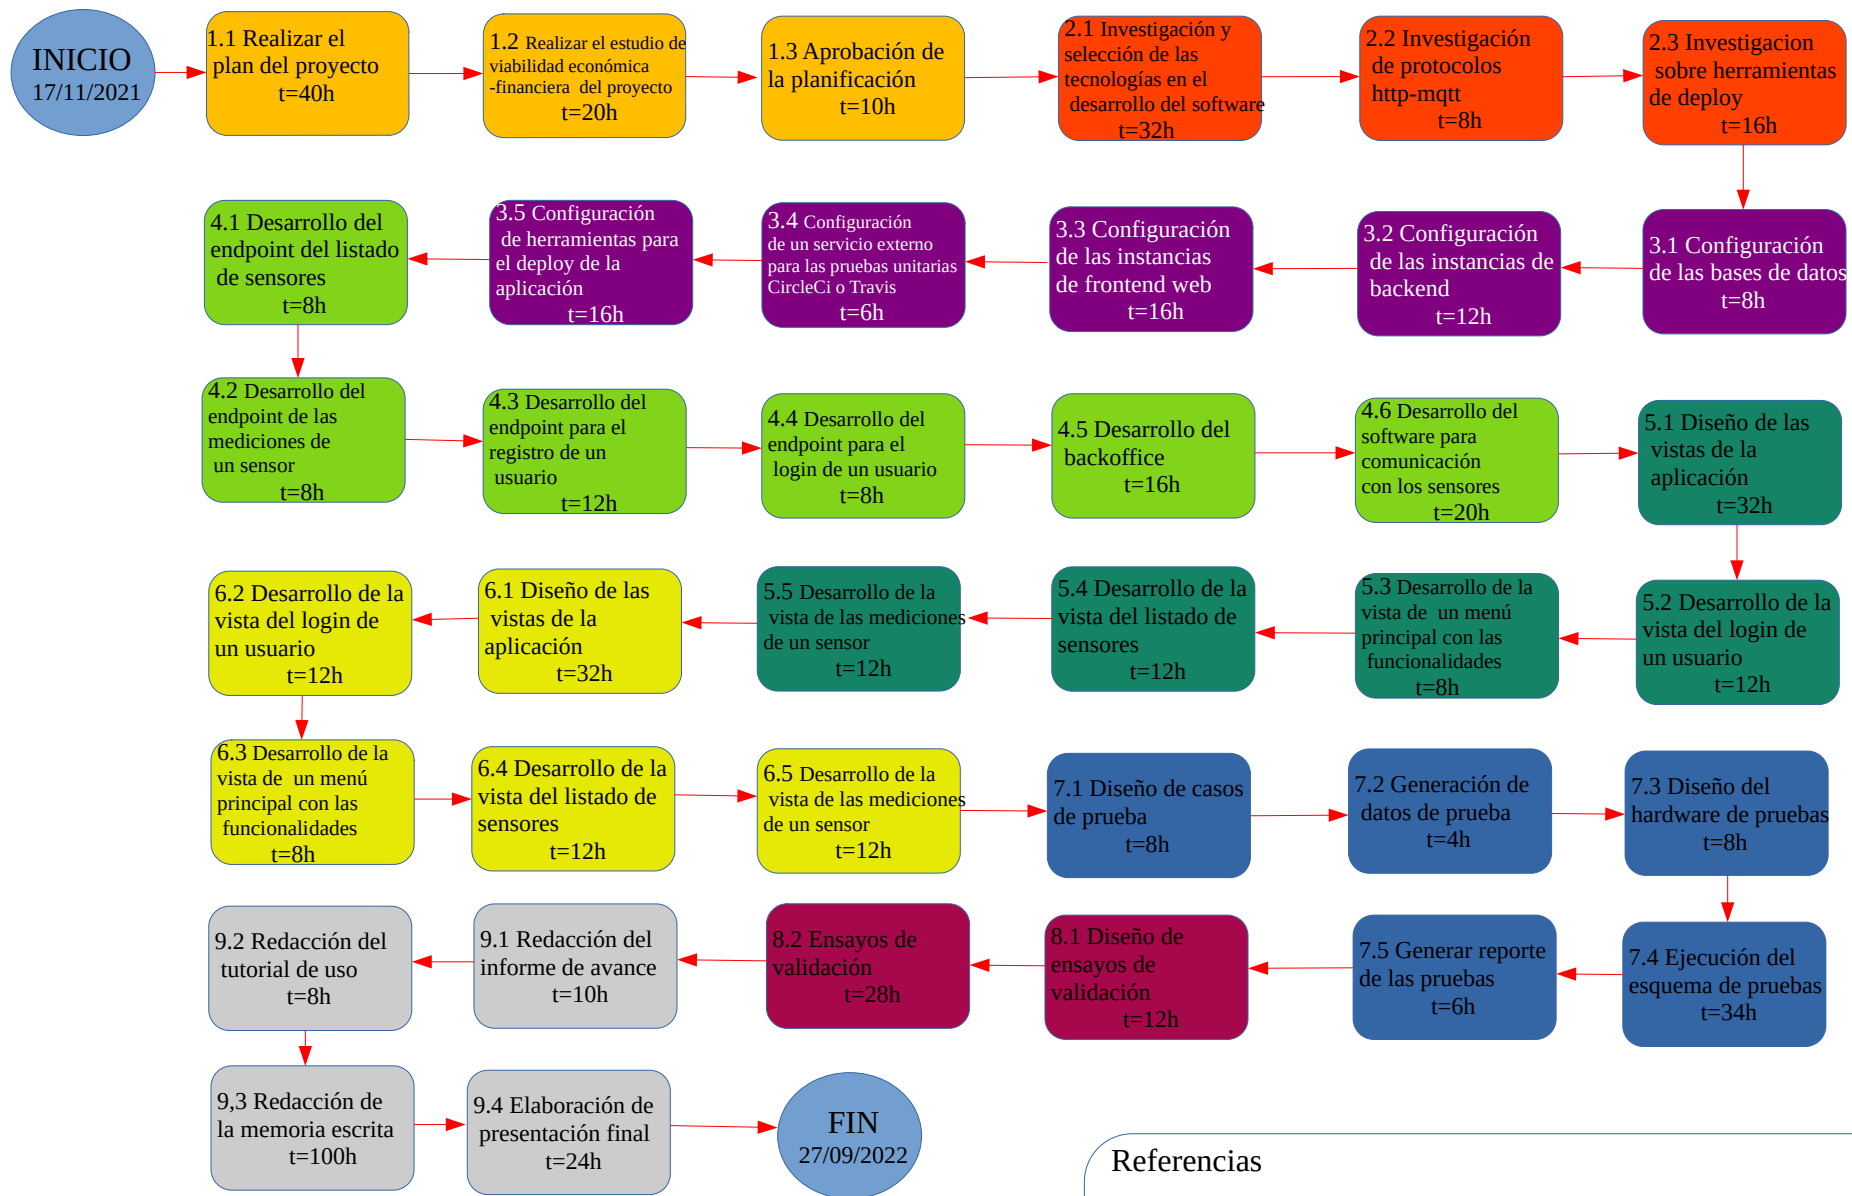 INICIO
17/11/2021
1.1 Realizar el
plan del proyecto
t=40h
1.2 Realizar el estudio de
viabilidad económica
-financiera del proyecto
t=20h
1.3 Aprobación de
la planificación
t=10h
2.1 Investigación y
selección de las
tecnologías en el
desarrollo del software
t=32h
2.2 Investigación
de protocolos
http-mqtt
t=8h
2.3 Investigacion
sobre herramientas
de deploy
t=16h
3.1 Configuración
de las bases de datos
t=8h
3.2 Configuración
de las instancias de
backend
t=12h
3.3 Configuración
de las instancias
de frontend web
t=16h
3.4 Configuración
de un servicio externo
para las pruebas unitarias
CircleCi o Travis
t=6h
3.5 Configuración
de herramientas para
el deploy de la
aplicación
t=16h
4.1 Desarrollo del
endpoint del listado
de sensores
t=8h
4.2 Desarrollo del
endpoint de las
mediciones de
un sensor
t=8h
4.3 Desarrollo del
endpoint para el
registro de un
usuario
t=12h
4.4 Desarrollo del
endpoint para el
login de un usuario
t=8h
4.5 Desarrollo del
backoffice
t=16h
4.6 Desarrollo del
software para
comunicación
con los sensores
t=20h
5.1 Diseño de las
vistas de la
aplicación
t=32h
5.2 Desarrollo de la
vista del login de
un usuario
t=12h
5.3 Desarrollo de la
vista de un menú
principal con las
funcionalidades
t=8h
5.4 Desarrollo de la
vista del listado de
sensores
t=12h
5.5 Desarrollo de la
vista de las mediciones
de un sensor
t=12h
6.1 Diseño de las
vistas de la
aplicación
t=32h
6.2 Desarrollo de la
vista del login de
un usuario
t=12h
6.3 Desarrollo de la
vista de un menú
principal con las
funcionalidades
t=8h
6.4 Desarrollo de la
vista del listado de
sensores
t=12h
6.5 Desarrollo de la
vista de las mediciones
de un sensor
t=12h
7.1 Diseño de casos
de prueba
t=8h
7.2 Generación de
datos de prueba
t=4h
7.3 Diseño del
hardware de pruebas
t=8h
7.4 Ejecución del
esquema de pruebas
t=34h
7.5 Generar reporte
de las pruebas
t=6h
8.1 Diseño de
ensayos de
validación
t=12h
8.2 Ensayos de
validación
t=28h
9.1 Redacción del
informe de avance
t=10h
9.2 Redacción del
tutorial de uso
t=8h
9,3 Redacción de
la memoria escrita
t=100h
9.4 Elaboración de
presentación final
t=24h
FIN
27/09/2022
Referencias